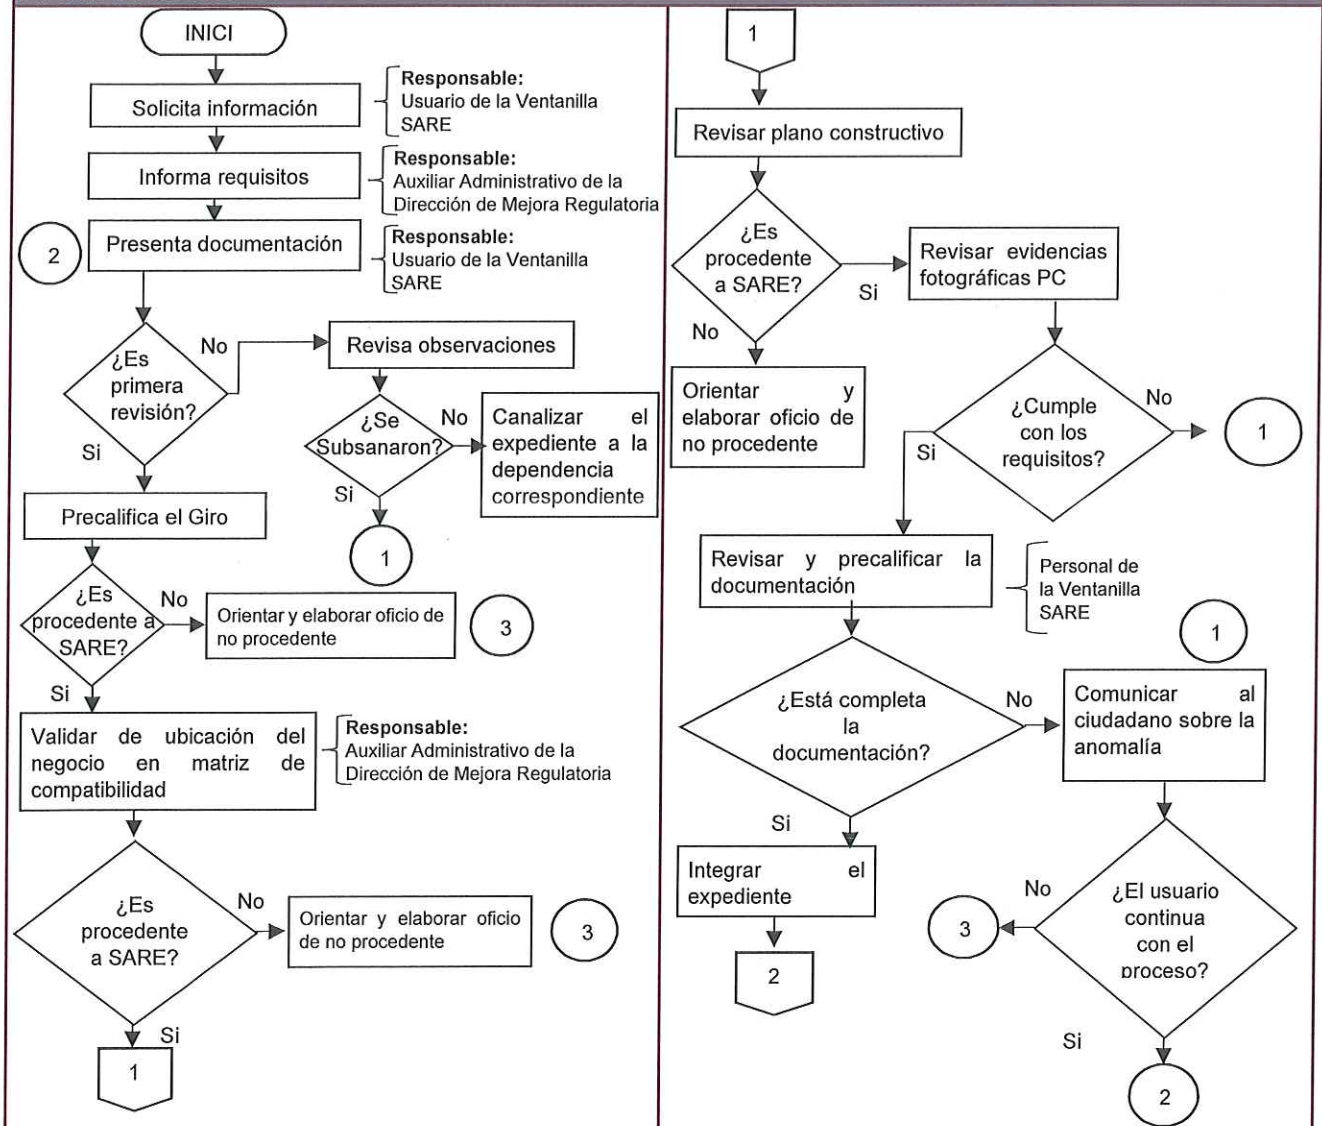 INICI
Solicita información
Responsable:
Usuario de la Ventanilla
SARE
Informa requisitos
Responsable:
Auxiliar Administrativo de la
Dirección de Mejora Regulatoria
2
Presenta documentación
Responsable:
Usuario de la Ventanilla
SARE
¿Es
primera
revisión?
No
Revisa observaciones
¿Se
Subsanaron?
No
Canalizar el
expediente a la
dependencia
correspondiente
Si
1
Si
Precalifica el Giro
¿Es
procedente a
SARE?
No
Orientar y elaborar oficio de
no procedente
3
Si
Validar de ubicación del
negocio en matriz de
compatibilidad
Responsable:
Auxiliar Administrativo de la
Dirección de Mejora Regulatoria
¿Es
procedente
a SARE?
No
Orientar y elaborar oficio
de no procedente
3
Si
1
1
Revisar plano constructivo
¿Es
procedente
a SARE?
Si
Revisar evidencias
fotográficas PC
No
Orientar y
elaborar oficio de
no procedente
¿Cumple
con los
requisitos?
No
1
Si
Revisar y precalificar la
documentación
Personal de
la Ventanilla
SARE
1
¿Está completa
la
documentación?
No
Comunicar al
ciudadano sobre la
anomalía
Si
Integrar el
expediente
2
¿El usuario
continua
con el
proceso?
No
3
Si
2